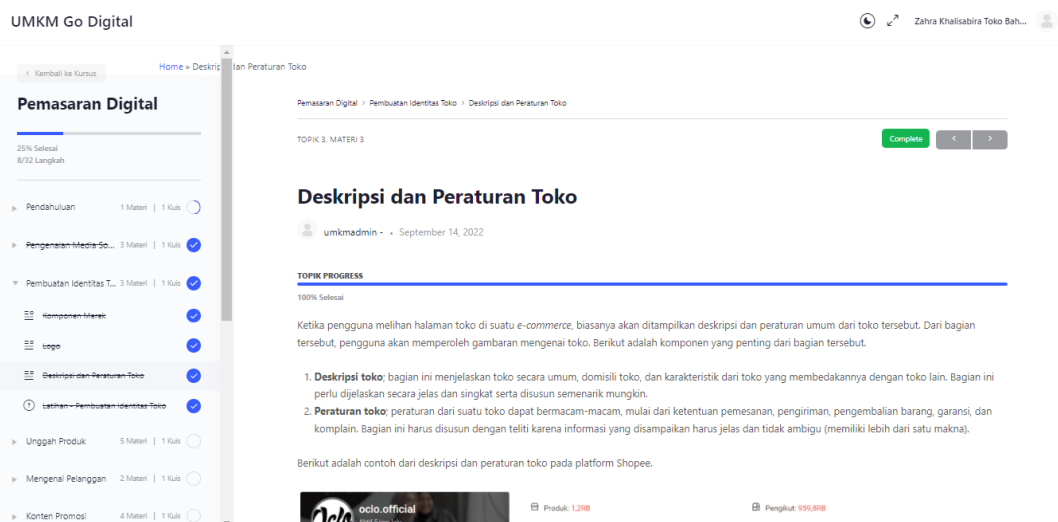 UMKM Go Digital
Zahra Khalisabira Toko Bah...
Kembali ke Kursus
Pemasaran Digital
25% Selesai
8/32 Langkah
Pendahuluan 1 Materi | 1 Kuis
Pengenalan Media So... 3 Materi | 1 Kuis
Pembuatan Identitas T... 3 Materi | 1 Kuis
Komponen Merek
Logo
Deskripsi dan Peraturan Toko
Latihan - Pembuatan Identitas Toko
Unggah Produk 5 Materi | 1 Kuis
Mengenal Pelanggan 2 Materi | 1 Kuis
Konten Promosi 4 Materi | 1 Kuis
Home » Deskrip dan Peraturan Toko
Pemasaran Digital > Pembuatan Identitas Toko > Deskripsi dan Peraturan Toko
TOPIK 3, MATERI 3
Complete
Deskripsi dan Peraturan Toko
umkmadmin - • September 14, 2022
TOPIK PROGRESS
100% Selesai
Ketika pengguna melihan halaman toko di suatu e-commerce, biasanya akan ditampilkan deskripsi dan peraturan umum dari toko tersebut. Dari bagian
tersebut, pengguna akan memperoleh gambaran mengenai toko. Berikut adalah komponen yang penting dari bagian tersebut.
1. Deskripsi toko; bagian ini menjelaskan toko secara umum, domisili toko, dan karakteristik dari toko yang membedakannya dengan toko lain. Bagian ini
perlu dijelaskan secara jelas dan singkat serta disusun semenarik mungkin.
2. Peraturan toko; peraturan dari suatu toko dapat bermacam-macam, mulai dari ketentuan pemesanan, pengiriman, pengembalian barang, garansi, dan
komplain. Bagian ini harus disusun dengan teliti karena informasi yang disampaikan harus jelas dan tidak ambigu (memiliki lebih dari satu makna).
Berikut adalah contoh dari deskripsi dan peraturan toko pada platform Shopee.
oclo.official
Produk: 1,2RB
Pengikut: 959,8RB